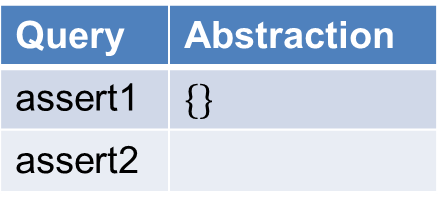 Query Abstraction
assert1 {}
assert2